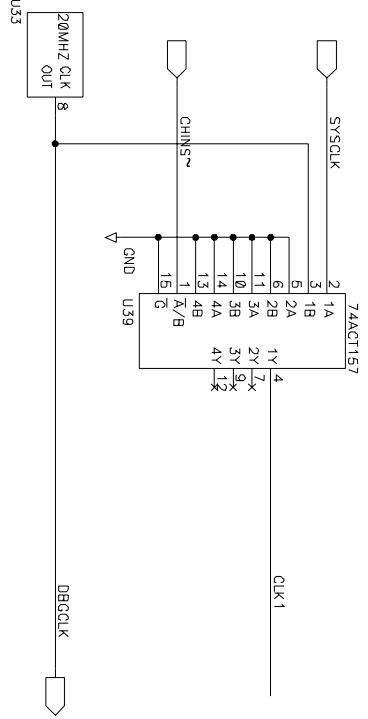 U33
20MHZ CLK
OUT
8
CHINS~
SYSCLK
GND
15
1
13
14
10
11
6
5
3
2
G
A/B
4B
4A
3B
3A
2B
2A
1B
1A
74ACT157
U39
4Y
3Y
2Y
1Y
12
9
7
4
CLK1
DBGCLK